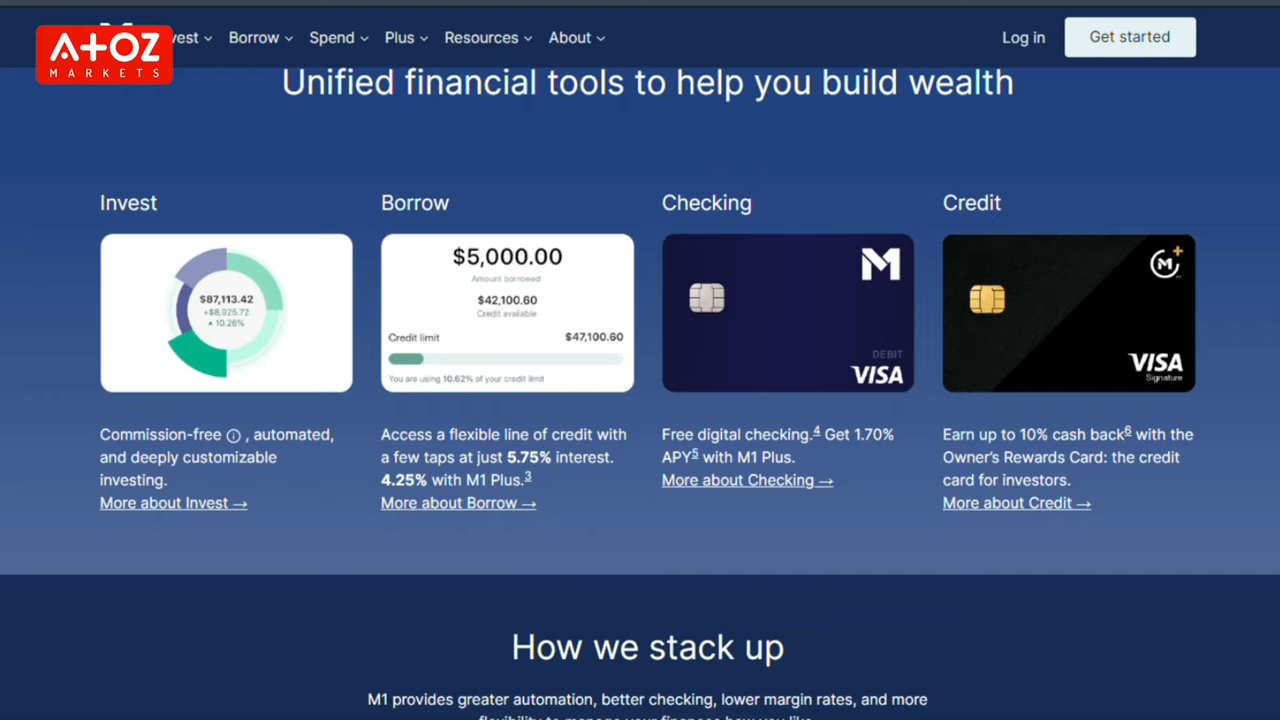 A+OZ
MARKETS
Borrow
Spend
Plus
Resources
About
Log in
Get started
Unified financial tools to help you build wealth
Invest
$87,113.42
+$8,925.72
10.26%
Commission-free ⓘ , automated,
and deeply customizable
investing.
More about Invest →
Borrow
$5,000.00
Amount borrowed
$42,100.60
Credit available
Credit limit $47,100.60
You are using 10.62% of your credit limit
Access a flexible line of credit with
a few taps at just 5.75% interest.
4.25% with M1 Plus.3
More about Borrow →
Checking
M
DEBIT
VISA
Free digital checking.4 Get 1.70%
APY5 with M1 Plus.
More about Checking →
Credit
M+
VISA
Signature
Earn up to 10% cash back6 with the
Owner's Rewards Card: the credit
card for investors.
More about Credit →
How we stack up
M1 provides greater automation, better checking, lower margin rates, and more